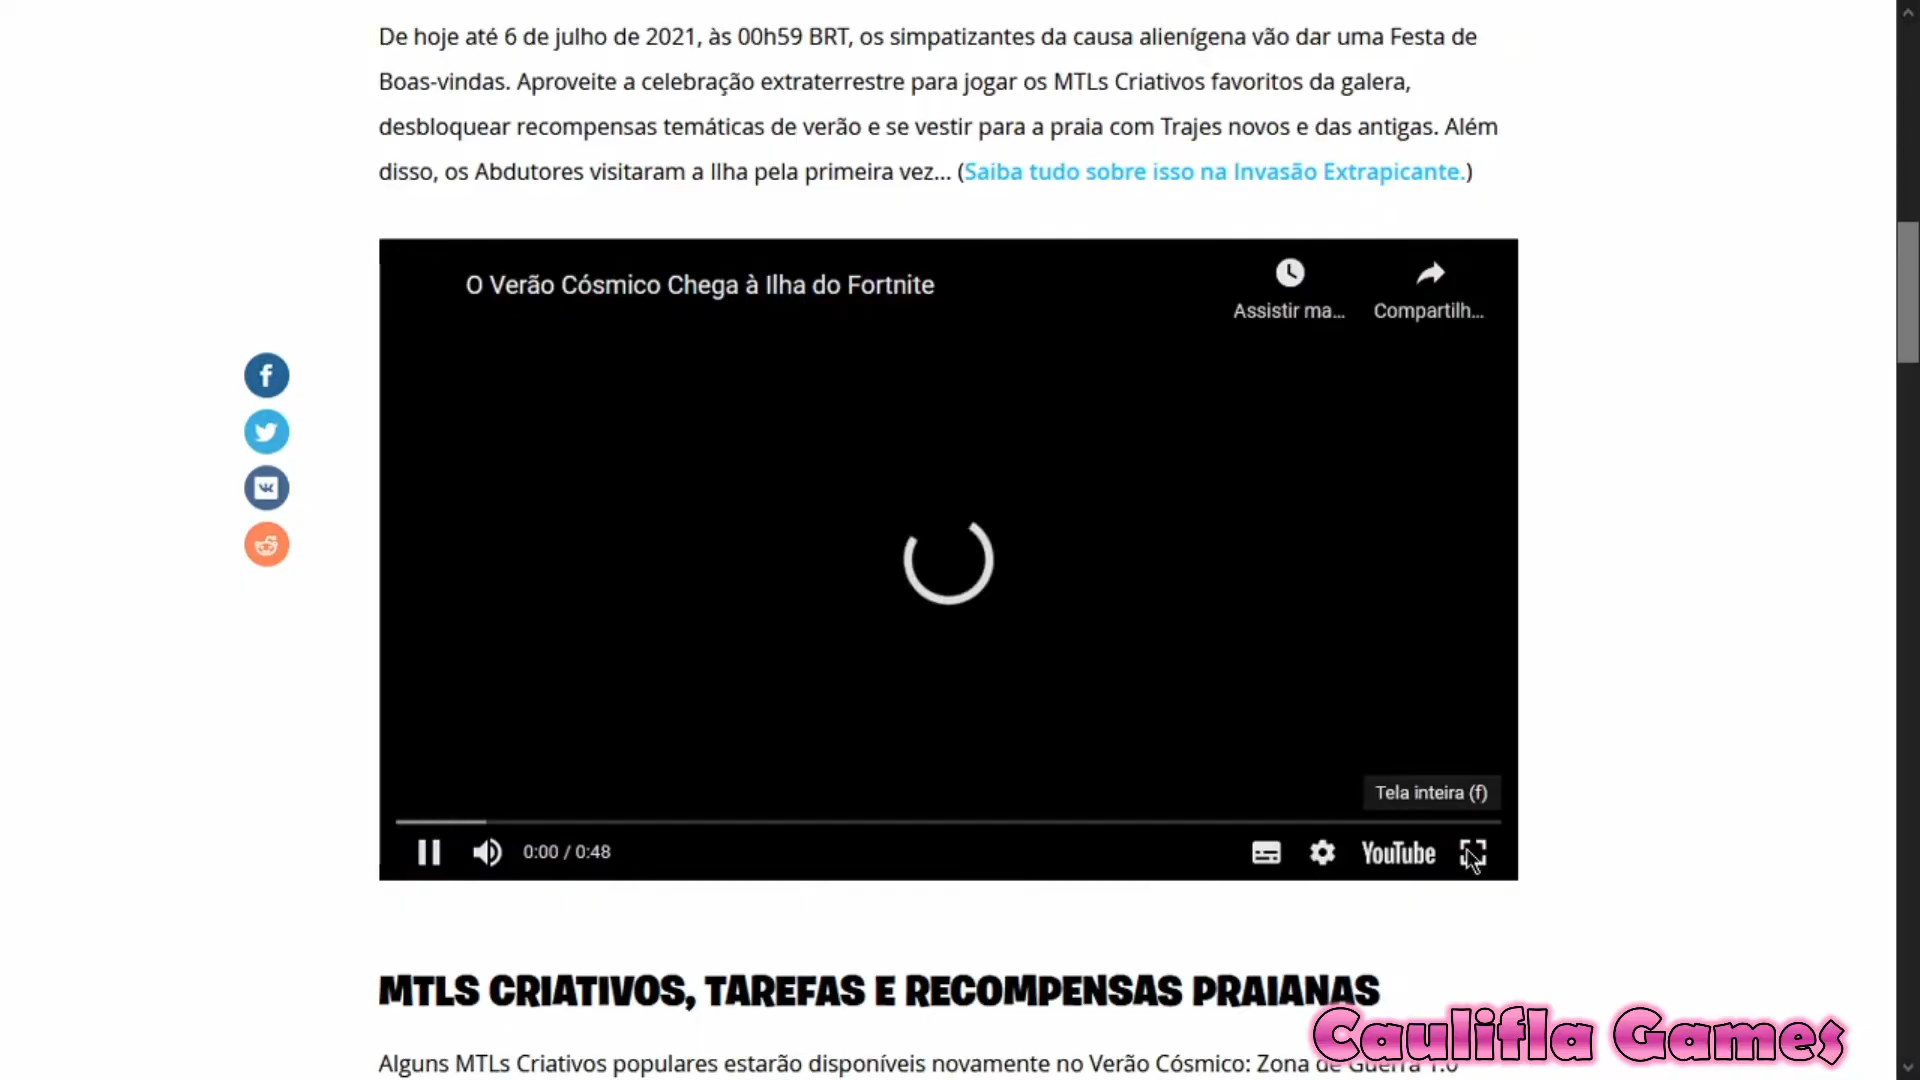 De hoje até 6 de julho de 2021, às 00h59 BRT, os simpatizantes da causa alienígena vão dar uma Festa de
Boas-vindas. Aproveite a celebração extraterrestre para jogar os MTLs Criativos favoritos da galera,
desbloquear recompensas temáticas de verão e se vestir para a praia com Trajes novos e das antigas. Além
disso, os Abdutores visitaram a Ilha pela primeira vez... (Saiba tudo sobre isso na Invasão Extrapicante.)
O Verão Cósmico Chega à Ilha do Fortnite
Assistir ma...
Compartilh...
Tela inteira (f)
0:00 / 0:48
YouTube
MTLS CRIATIVOS, TAREFAS E RECOMPENSAS PRAIANAS
Caulifla Games
Alguns MTLs Criativos populares estarão disponíveis novamente no Verão Cósmico: Zona de Guerra 1.0